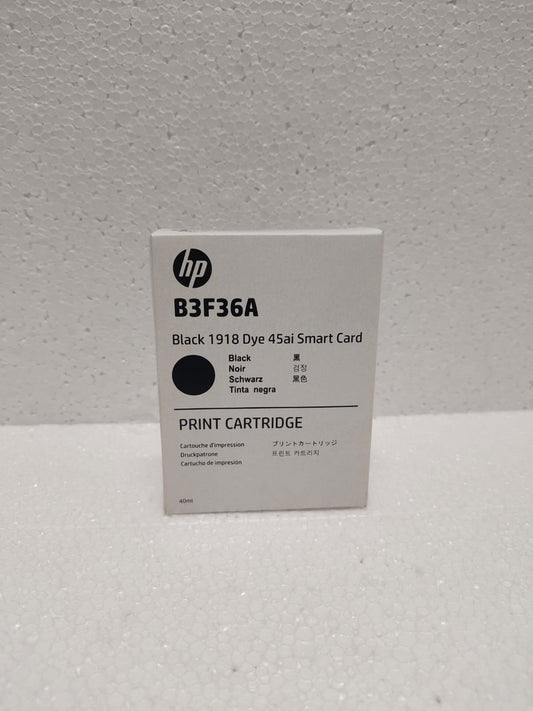 hp
B3F36A
Black 1918 Dye 45ai Smart Card
Black 黒
Noir 검정
Schwarz 黑色
Tinta negra
PRINT CARTRIDGE
Cartouche d'impression プリントカートリッジ
Druckpatrone 프린트 카트리지
Cartucho de impresión
40ml